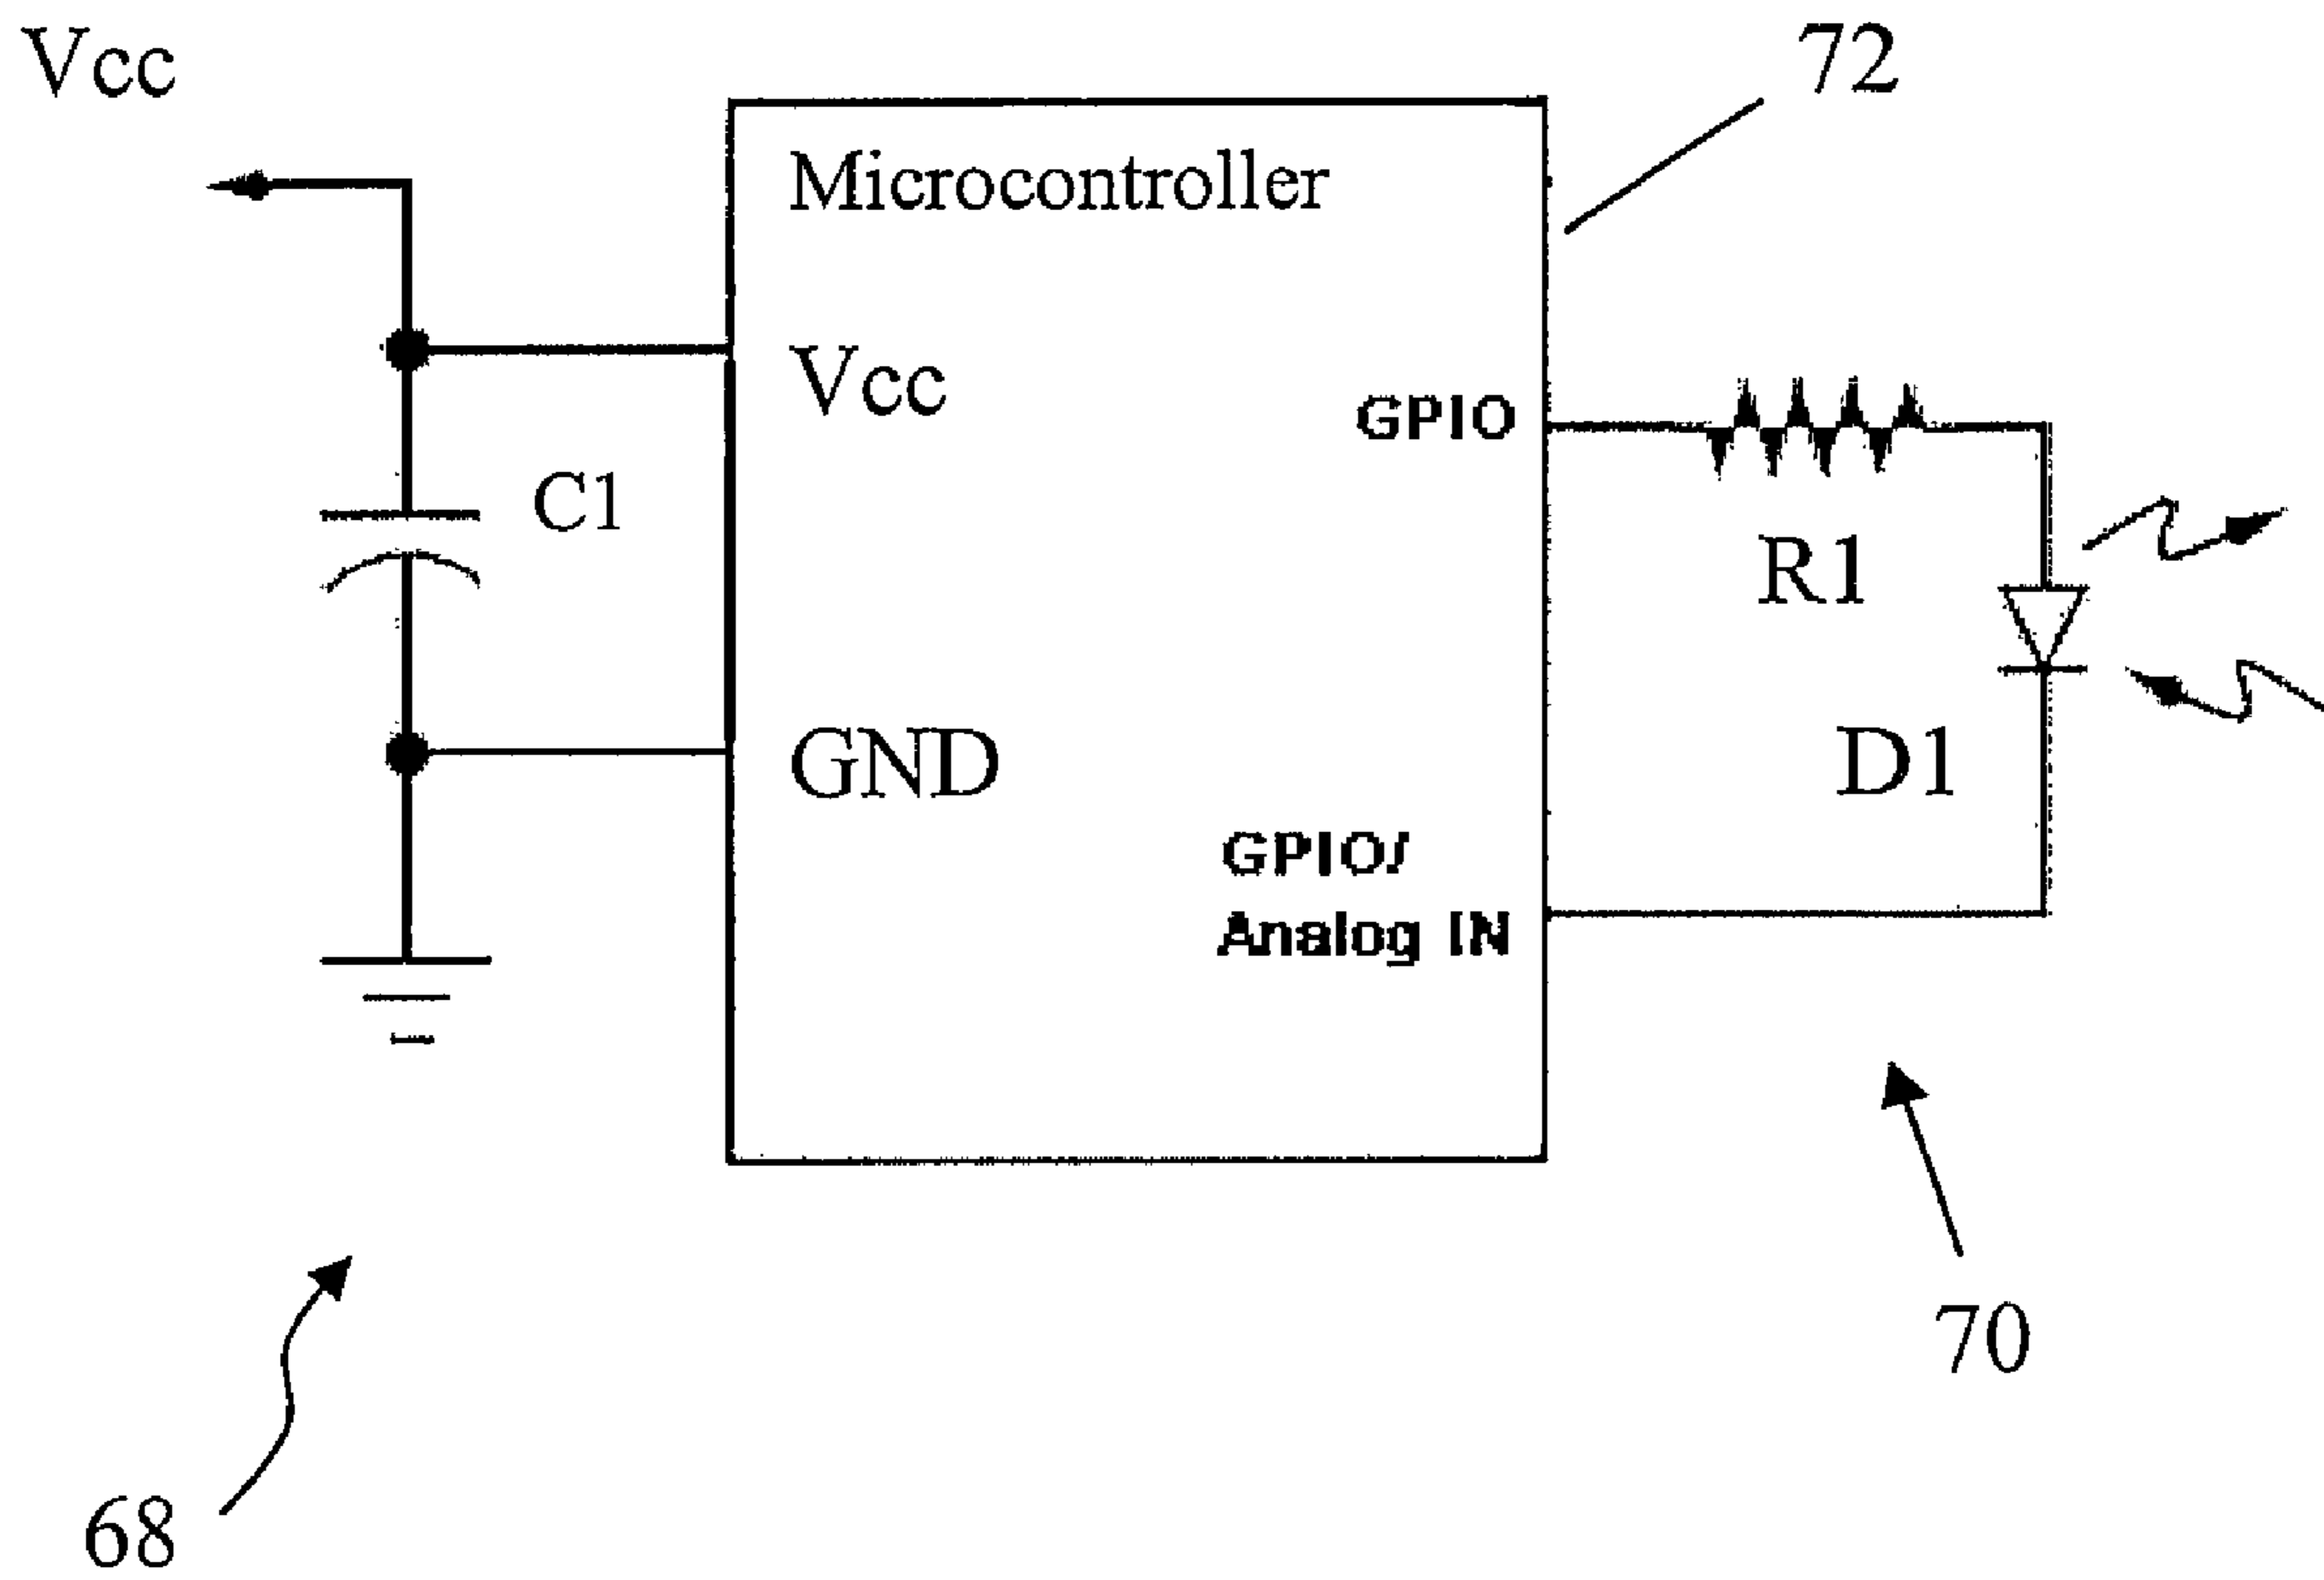 Vcc
72
Microcontroller
Vcc
GPIO
C1
R1
GND
D1
GPIO/
Analog IN
70
68